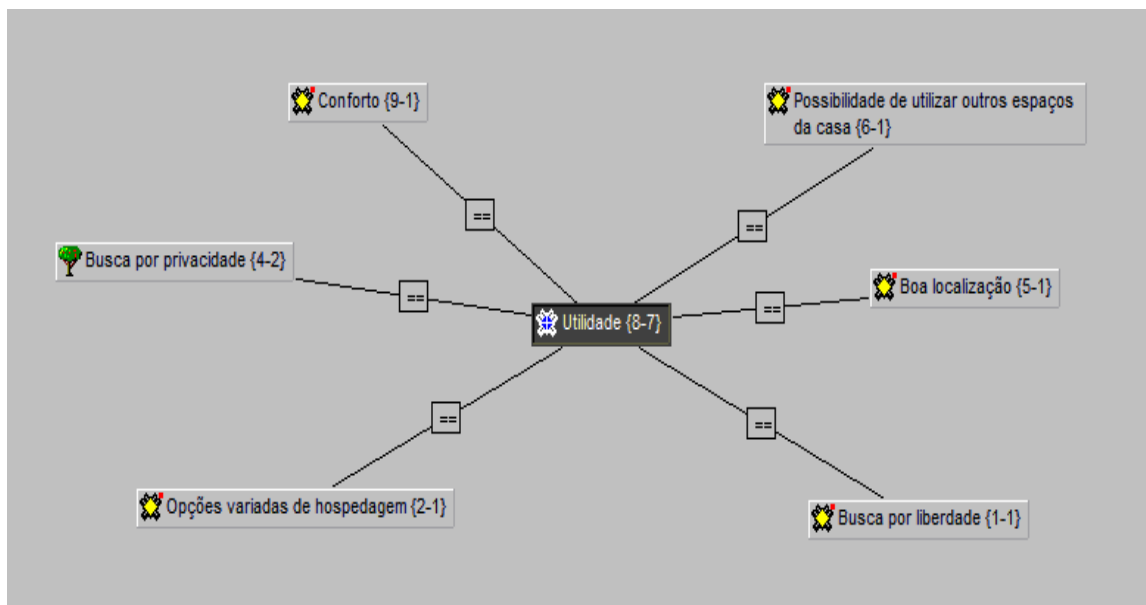 Conforto {9-1}
Possibilidade de utilizar outros espaços
da casa {6-1}
==
==
Busca por privacidade {4-2}
==
Boa localização {5-1}
==
Utilidade {8-7}
==
==
Opções variadas de hospedagem {2-1}
Busca por liberdade {1-1}